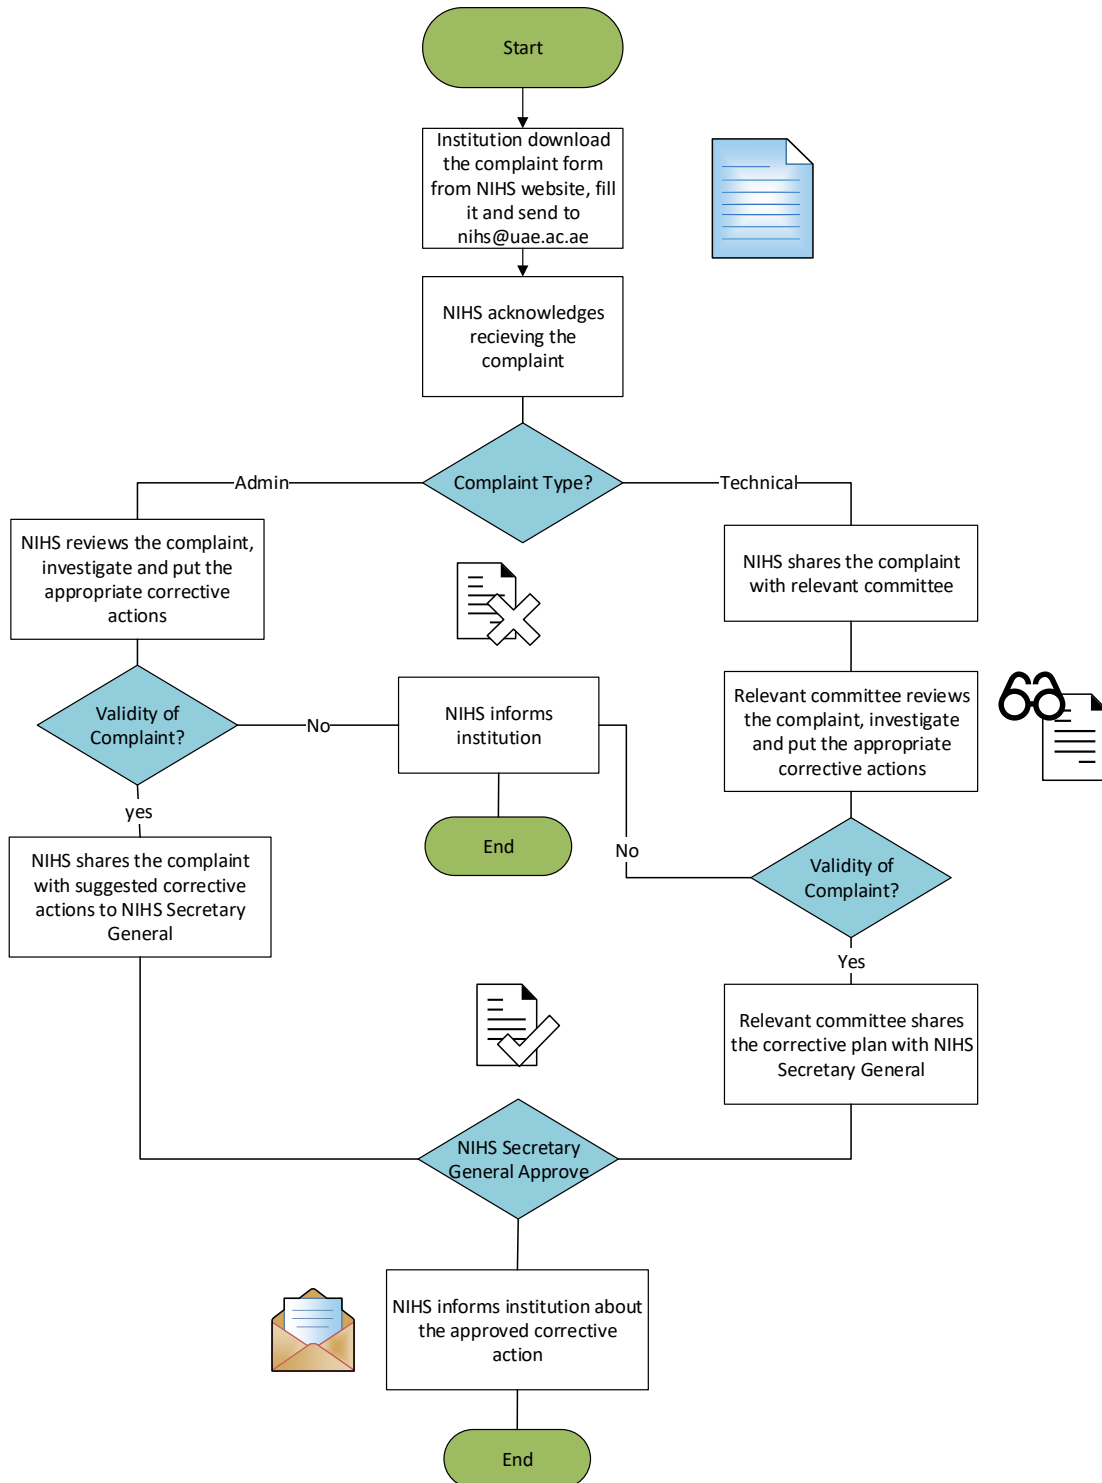 Start
Institution download
the complaint form
from NIHS website, fill
it and send to
nihs@uae.ac.ae
NIHS acknowledges
recieving the
complaint
Complaint Type?
Admin
Technical
NIHS reviews the complaint,
investigate and put the
appropriate corrective
actions
NIHS shares the complaint
with relevant committee
Validity of
Complaint?
No
NIHS informs
institution
Relevant committee reviews
the complaint, investigate
and put the appropriate
corrective actions
yes
End
No
Validity of
Complaint?
NIHS shares the complaint
with suggested corrective
actions to NIHS Secretary
General
Yes
Relevant committee shares
the corrective plan with NIHS
Secretary General
NIHS Secretary
General Approve
NIHS informs institution about
the approved corrective
action
End